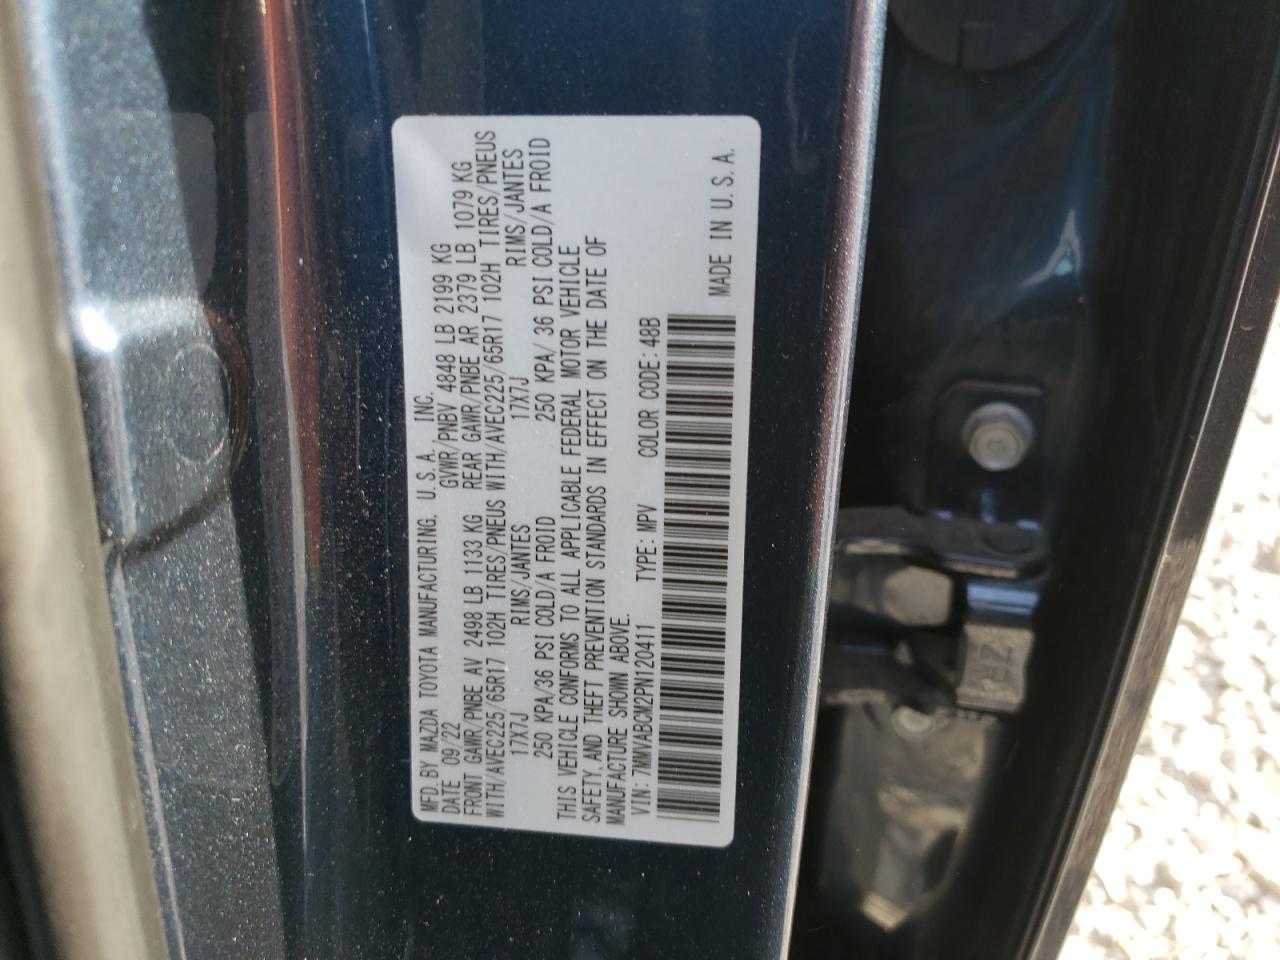 MFD. BY MAZDA TOYOTA MANUFACTURING, U.S.A. INC.
DATE 09/22 GVWR/PNBV 4848 LB 2199 KG
FRONT GAWR/PNBE AV 2498 LB 1133 KG REAR GAWR/PNBE AR 2379 LB 1079 KG
WITH/AVEC225/65R17 102H TIRES/PNEUS WITH/AVEC225/65R17 102H TIRES/PNEUS
17X7J RIMS/JANTES 17X7J RIMS/JANTES
250 KPA/36 PSI COLD/A FROID 250 KPA/ 36 PSI COLD/A FROID
THIS VEHICLE CONFORMS TO ALL APPLICABLE FEDERAL MOTOR VEHICLE
SAFETY, AND THEFT PREVENTION STANDARDS IN EFFECT ON THE DATE OF
MANUFACTURE SHOWN ABOVE.
VIN: 7MMVABCM2PN120411 TYPE: MPV COLOR CODE: 48B
MADE IN U.S.A.